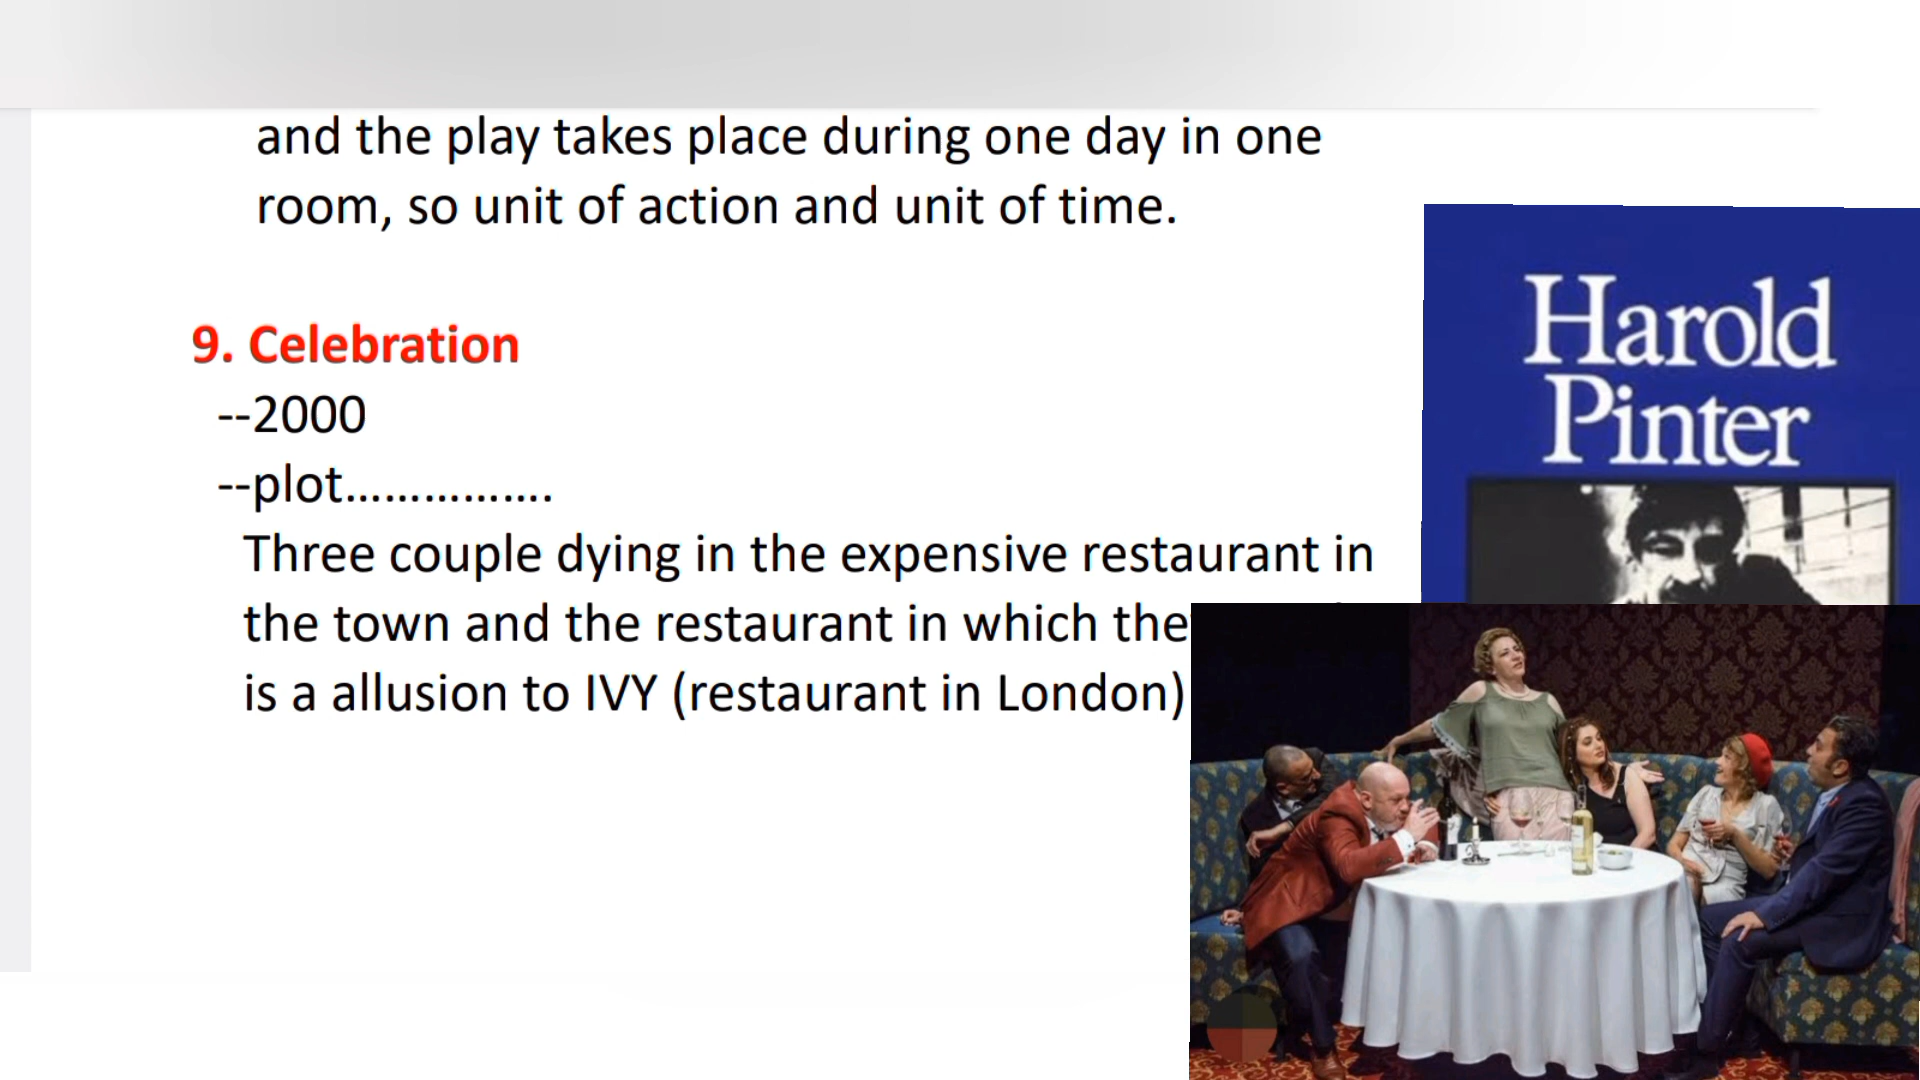 and the play takes place during one day in one
room, so unit of action and unit of time.
9. Celebration
--2000
--plot................
Three couple dying in the expensive restaurant in
the town and the restaurant in which
is a allusion to IVY (restaurant in London)
Harold
Pinter